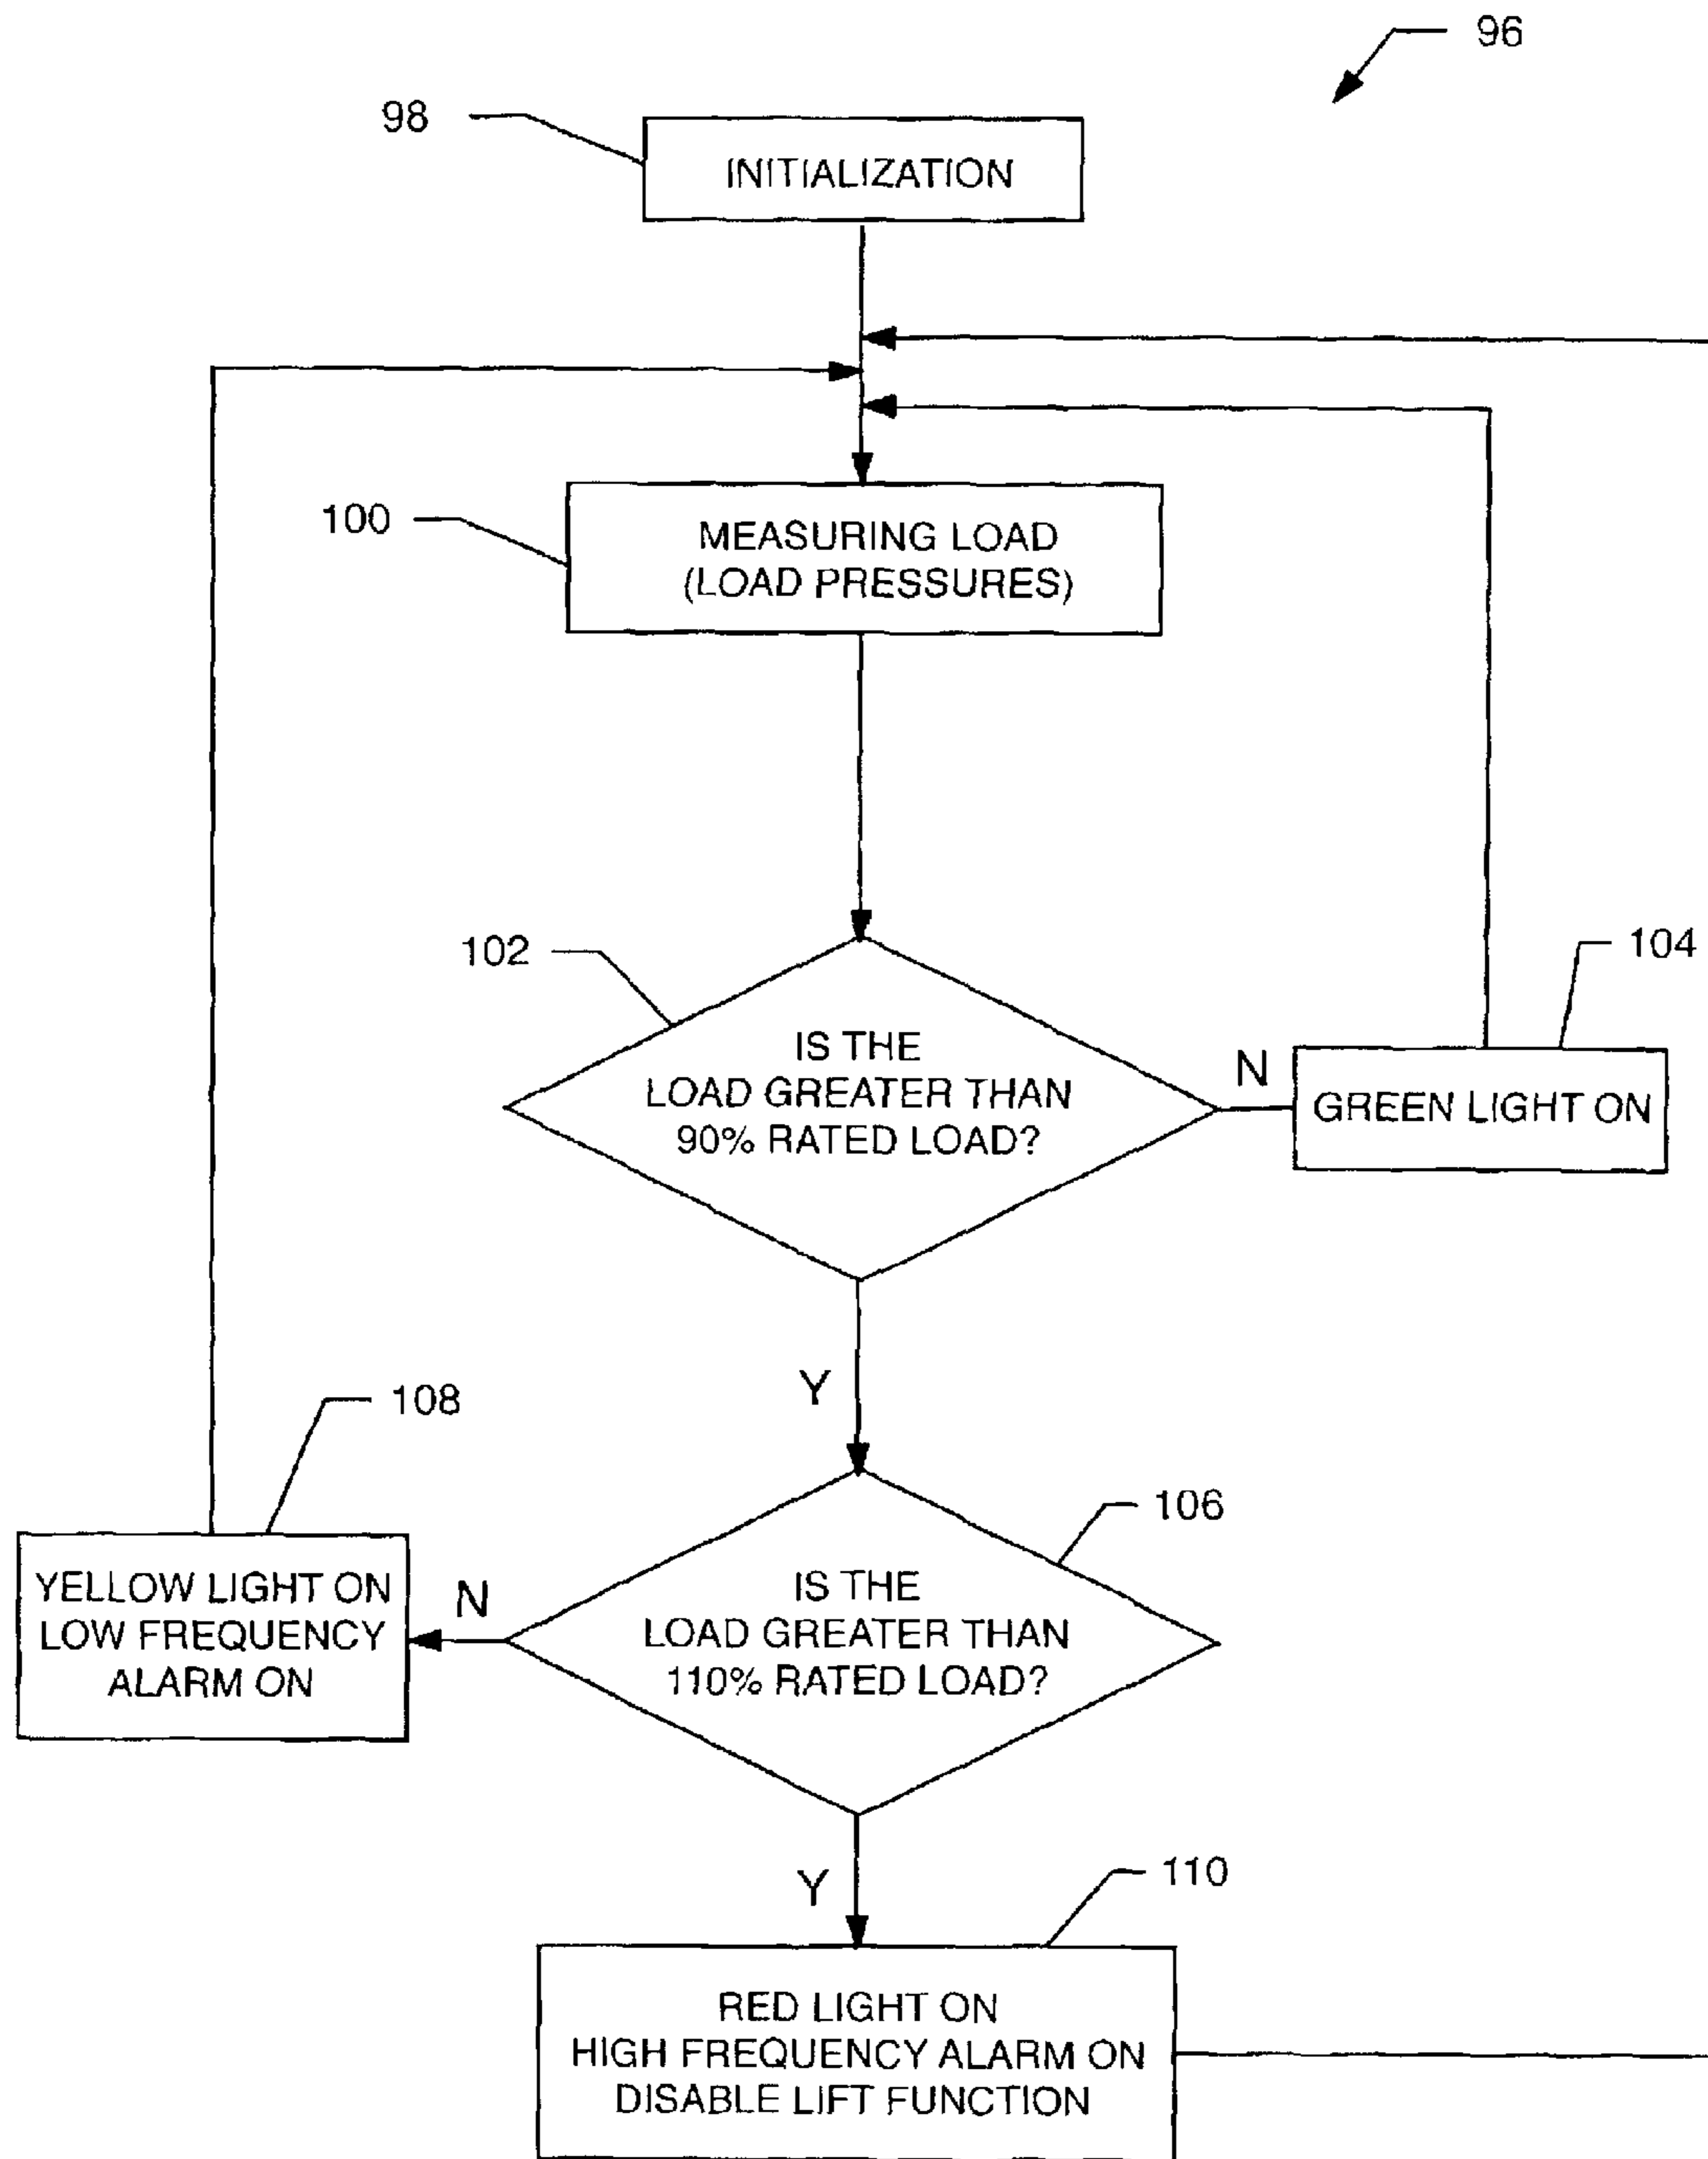 96
98
INITIALIZATION
100
MEASURING LOAD
(LOAD PRESSURES)
102
IS THE
LOAD GREATER THAN
90% RATED LOAD?
N
104
GREEN LIGHT ON
Y
108
YELLOW LIGHT ON
LOW FREQUENCY
ALARM ON
N
106
IS THE
LOAD GREATER THAN
110% RATED LOAD?
Y
110
RED LIGHT ON
HIGH FREQUENCY ALARM ON
DISABLE LIFT FUNCTION